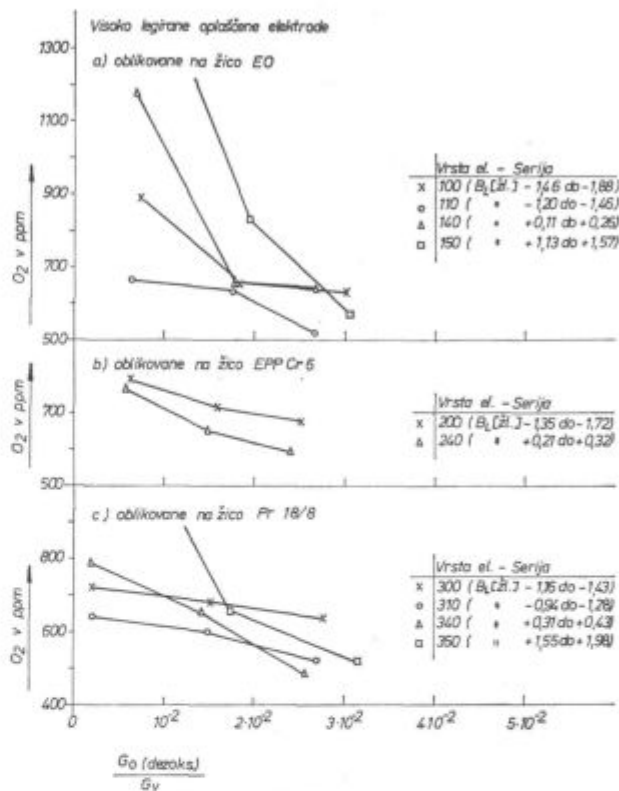 Visoko legirane oplaščene elektrode
a) oblikovane na žico EO
1300
1100
900
700
500
O2 v ppm
Vrsta el. - Serija
x 100 (BL[žl.] - 1,46 do - 1,88)
o 110 ( " - 1,20 do - 1,46)
△ 140 ( " + 0,11 do + 0,26)
□ 150 ( " + 1,13 do + 1,57)
b) oblikovane na žico EPP Cr 6
700
500
O2 v ppm
Vrsta el. - Serija
x 200 (BL[žl.] - 1,35 do - 1,72)
△ 240 ( " + 0,21 do + 0,32)
c) oblikovane na žico Pr 18/8
800
600
400
O2 v ppm
Vrsta el. - Serija
x 300 (BL[žl.] - 1,16 do - 1,43)
o 310 ( " - 0,94 do - 1,28)
△ 340 ( " + 0,31 do + 0,43)
□ 350 ( " + 1,55 do + 1,98)
0 10-2 2·10-2 3·10-2 4·10-2 5·10-2
GO (dezoks.)
GV